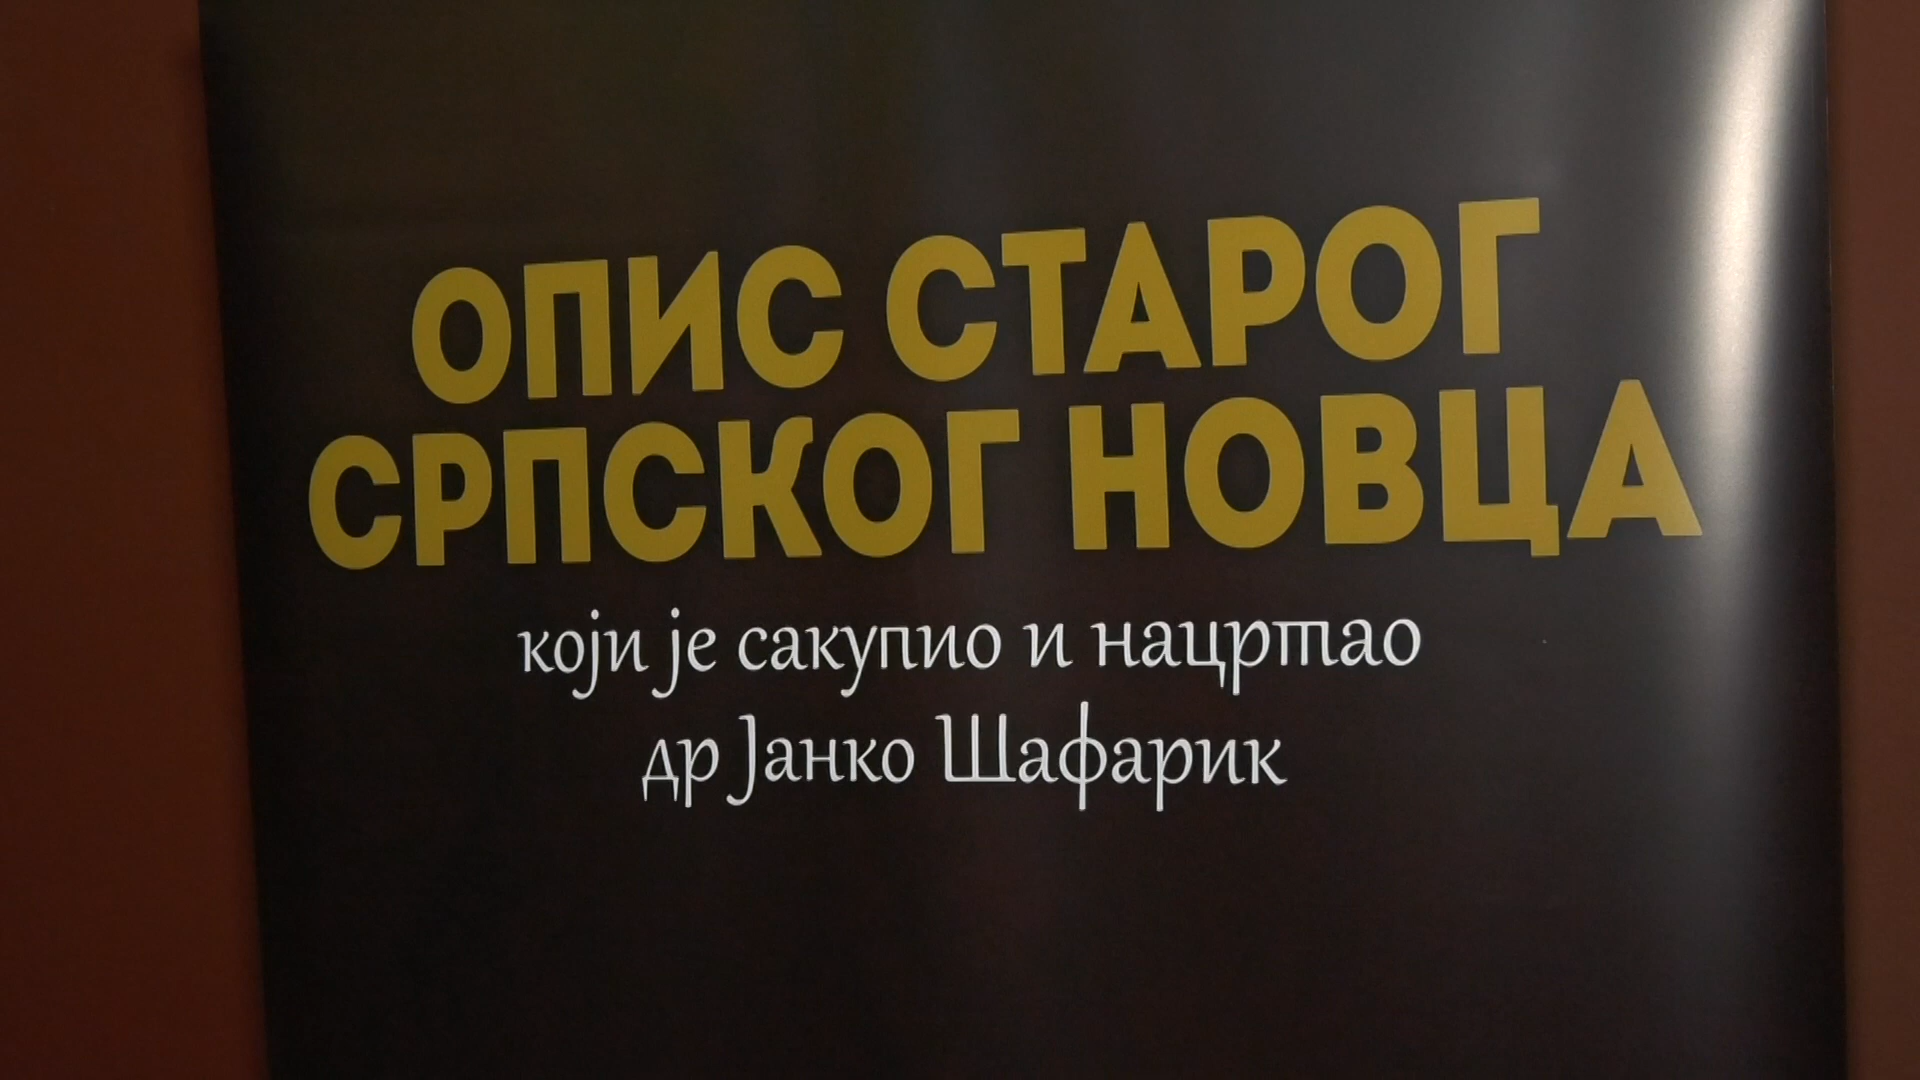 ОПИС СТАРОГ
СРПСКОГ НОВЦА
који је сакупио и нацртао
др Јанко Шафарик